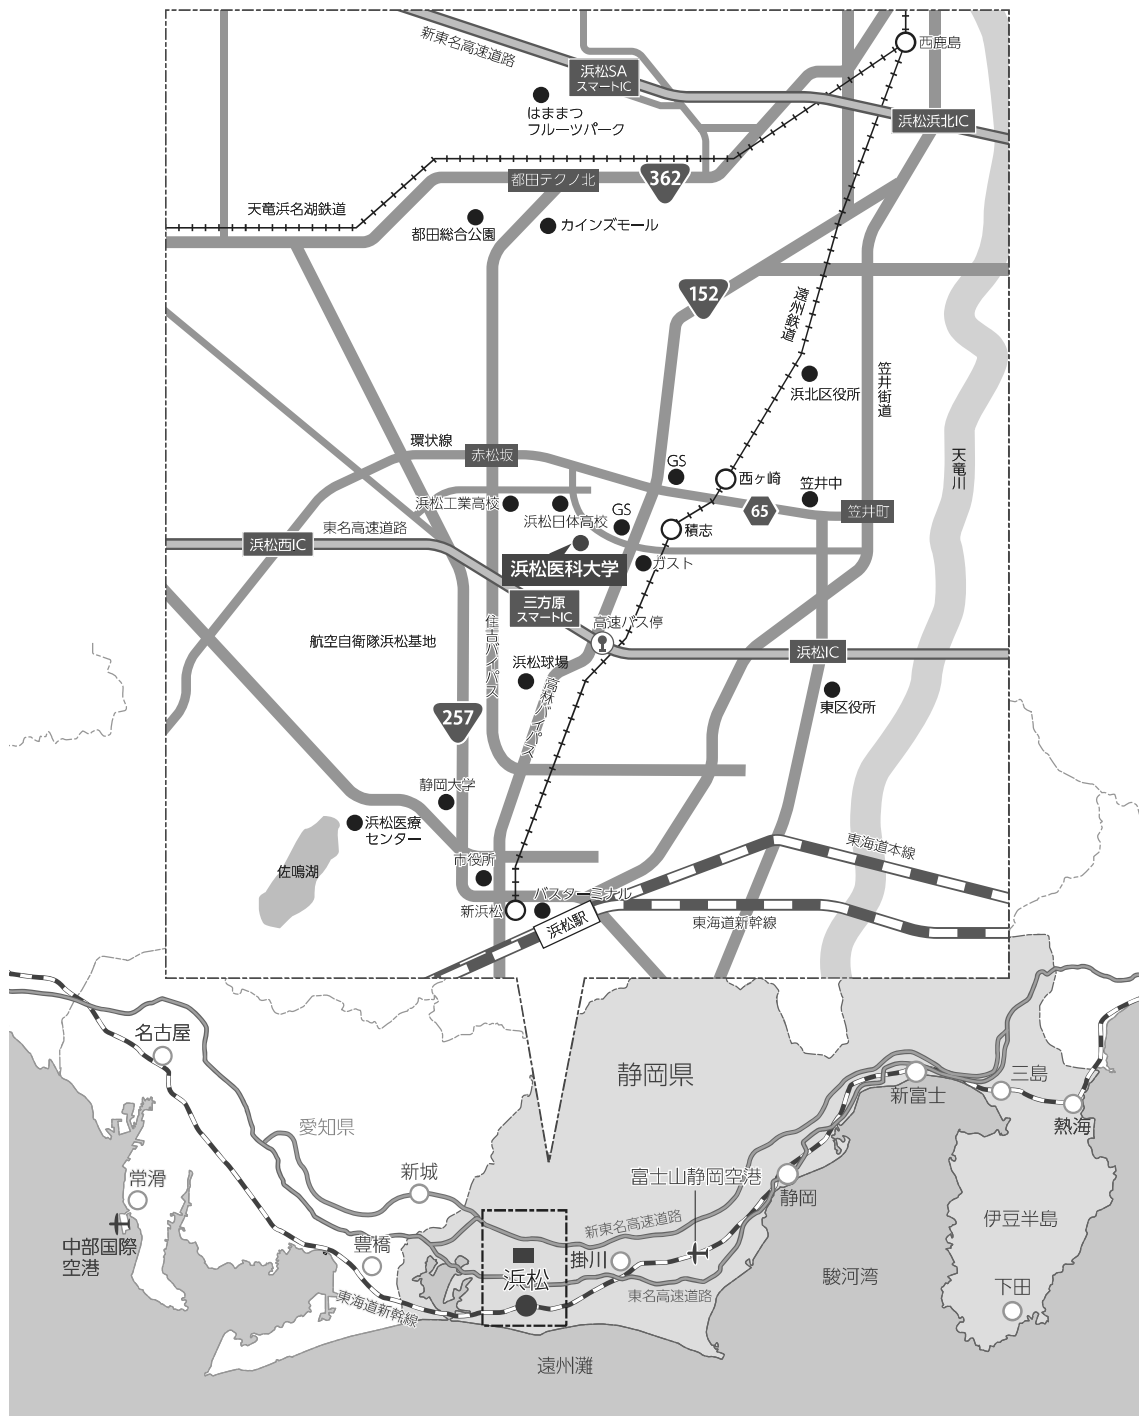 新東名高速道路
西鹿島
浜松SA
スマートIC
はままつ
フルーツパーク
浜松浜北IC
都田テクノ北
362
天竜浜名湖鉄道
都田総合公園
カインズモール
152
遠州鉄道
浜北区役所
笠井街道
環状線
赤松坂
GS
西ヶ崎
笠井中
天竜川
浜松工業高校
浜松日体高校
GS
65
笠井町
東名高速道路
積志
浜松西IC
浜松医科大学
ガスト
三方原
スマートIC
高速バス停
住吉バイパス
航空自衛隊浜松基地
浜松球場
浜松IC
高林バイパス
東区役所
257
静岡大学
浜松医療
センター
東海道本線
市役所
佐鳴湖
バスターミナル
新浜松
浜松駅
東海道新幹線
名古屋
静岡県
三島
新富士
愛知県
熱海
常滑
新城
富士山静岡空港
静岡
新東名高速道路
伊豆半島
中部国際
空港
豊橋
掛川
浜松
駿河湾
下田
東名高速道路
東海道新幹線
遠州灘